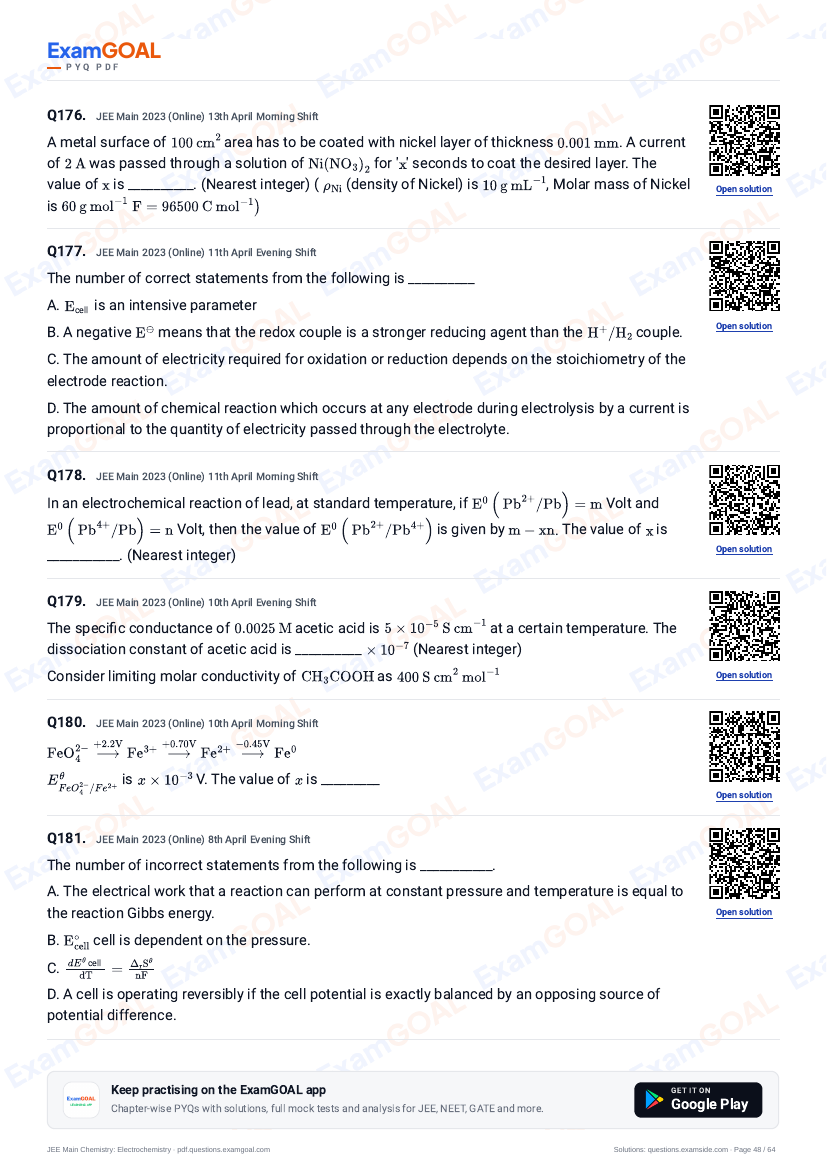 ExamGOAL
PYQ PDF
Q176. JEE Main 2023 (Online) 13th April Morning Shift
A metal surface of 100 cm² area has to be coated with nickel layer of thickness 0.001 mm. A current
of 2 A was passed through a solution of Ni(NO₃)₂ for 'x' seconds to coat the desired layer. The
value of x is __________. (Nearest integer) ( ρNi (density of Nickel) is 10 g mL⁻¹, Molar mass of Nickel
is 60 g mol⁻¹ F = 96500 C mol⁻¹)
Open solution
Q177. JEE Main 2023 (Online) 11th April Evening Shift
The number of correct statements from the following is __________
A. E_cell is an intensive parameter
B. A negative E⊖ means that the redox couple is a stronger reducing agent than the H⁺/H₂ couple.
C. The amount of electricity required for oxidation or reduction depends on the stoichiometry of the
electrode reaction.
D. The amount of chemical reaction which occurs at any electrode during electrolysis by a current is
proportional to the quantity of electricity passed through the electrolyte.
Open solution
Q178. JEE Main 2023 (Online) 11th April Morning Shift
In an electrochemical reaction of lead, at standard temperature, if E⁰ (Pb²⁺/Pb) = m Volt and
E⁰ (Pb⁴⁺/Pb) = n Volt, then the value of E⁰ (Pb²⁺/Pb⁴⁺) is given by m − xn. The value of x is
___________. (Nearest integer)
Open solution
Q179. JEE Main 2023 (Online) 10th April Evening Shift
The specific conductance of 0.0025 M acetic acid is 5 × 10⁻⁵ S cm⁻¹ at a certain temperature. The
dissociation constant of acetic acid is __________ × 10⁻⁷ (Nearest integer)
Consider limiting molar conductivity of CH₃COOH as 400 S cm² mol⁻¹
Open solution
Q180. JEE Main 2023 (Online) 10th April Morning Shift
FeO₄²⁻ +2.2V⟶ Fe³⁺ +0.70V⟶ Fe²⁺ −0.45V⟶ Fe⁰
E^θ_FeO₄²⁻/Fe²⁺ is x × 10⁻³ V. The value of x is _________
Open solution
Q181. JEE Main 2023 (Online) 8th April Evening Shift
The number of incorrect statements from the following is ___________.
A. The electrical work that a reaction can perform at constant pressure and temperature is equal to
the reaction Gibbs energy.
B. E°_cell cell is dependent on the pressure.
C. dE^θ cell/dT = Δ_rS^θ/nF
D. A cell is operating reversibly if the cell potential is exactly balanced by an opposing source of
potential difference.
Open solution
ExamGOAL
Keep practising on the ExamGOAL app
Chapter-wise PYQs with solutions, full mock tests and analysis for JEE, NEET, GATE and more.
GET IT ON
Google Play
JEE Main Chemistry: Electrochemistry · pdf.questions.examgoal.com
Solutions: questions.examside.com · Page 48 / 64